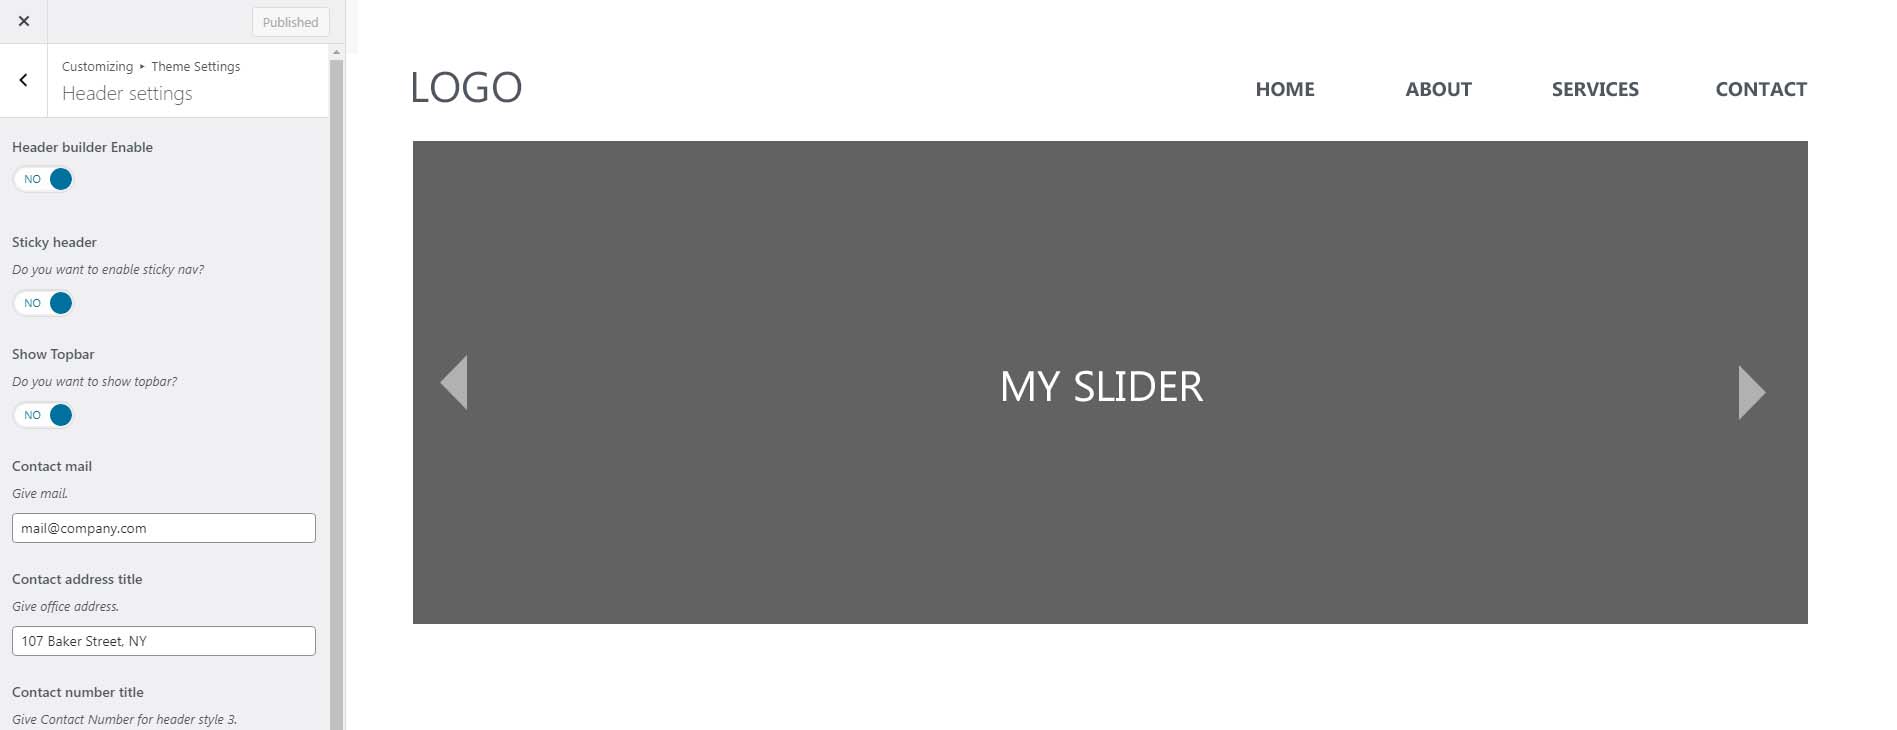 Published
Customizing ▸ Theme Settings
Header settings
Header builder Enable
NO
Sticky header
Do you want to enable sticky nav?
NO
Show Topbar
Do you want to show topbar?
NO
Contact mail
Give mail.
mail@company.com
Contact address title
Give office address.
107 Baker Street, NY
Contact number title
Give Contact Number for header style 3.
LOGO
HOME ABOUT SERVICES CONTACT
MY SLIDER